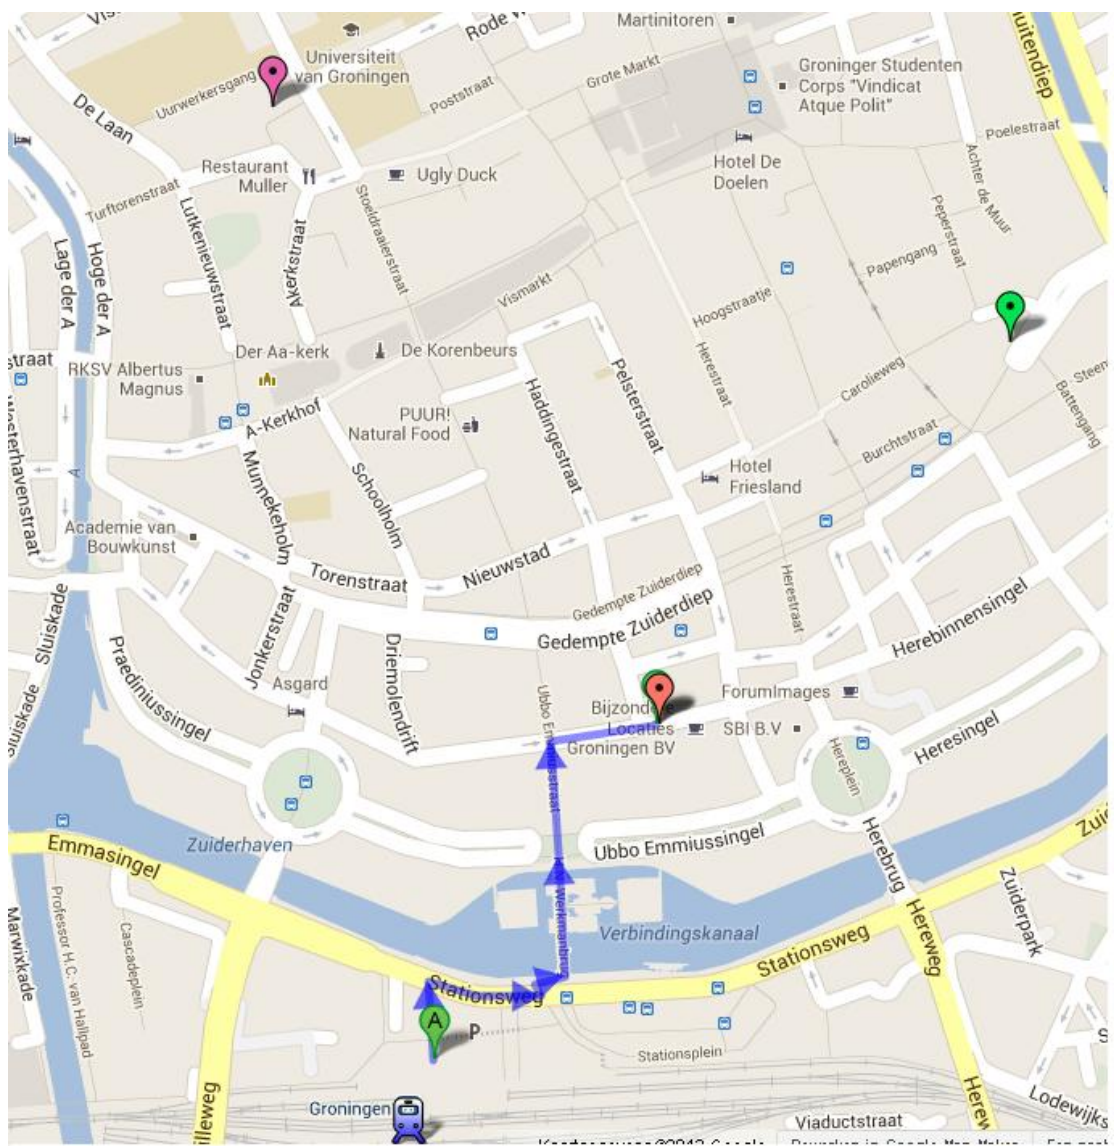 Martinitoren
Universiteit
van Groningen
Uurwerkersgang
Poststraat
Grote Markt
Groninger Studenten
Corps "Vindicat
Atque Polit"
De Laan
Poelestraat
Achter de Muur
Restaurant
Muller
Ugly Duck
Hotel De
Doelen
Turftorenstraat
Lutkenieuwstraat
Akerkstraat
Stoeldraaierstraat
Peperstraat
Papengang
Lage der A
Hoge der A
Vismarkt
Hoogstraatje
Der Aa-kerk
De Korenbeurs
RKSV Albertus
Magnus
Herestraat
Carolieweg
Pelsterstraat
Haddingestraat
A-Kerkhof
PUUR!
Natural Food
Burchtstraat
Battengang
Munnekeholm
Schoolholm
Hotel
Friesland
Academie van
Bouwkunst
A
Torenstraat
Nieuwstad
Gedempte Zuiderdiep
Gedempte Zuiderdiep
Herestraat
Herebinnensingel
Sluiskade
Sluiskade
Praediniussingel
Jonkerstraat
Driemolendrift
Asgard
Ubbo Emmiusstraat
Bijzondere
Locaties
Groningen BV
ForumImages
SBI B.V
Heresingel
Hereplein
Zuiderhaven
Ubbo Emmiussingel
Emmasingel
Herebrug
Hereweg
Zuiderpark
Verbindingskanaal
Stationsweg
Stationsweg
Marwixkade
Professor H.C. van Hallpad
Cascadeplein
A
P
Stationsplein
Groningen
Viaductstraat
Lodewijks